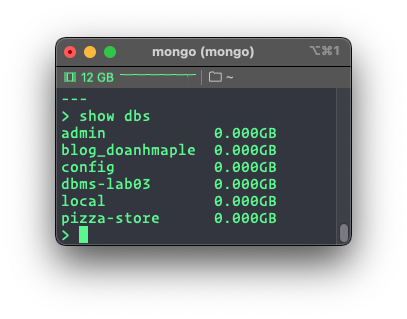 mongo (mongo)
⌥⌘1
12 GB
~
---
> show dbs
admin 0.000GB
blog_doanhmaple 0.000GB
config 0.000GB
dbms-lab03 0.000GB
local 0.000GB
pizza-store 0.000GB
>